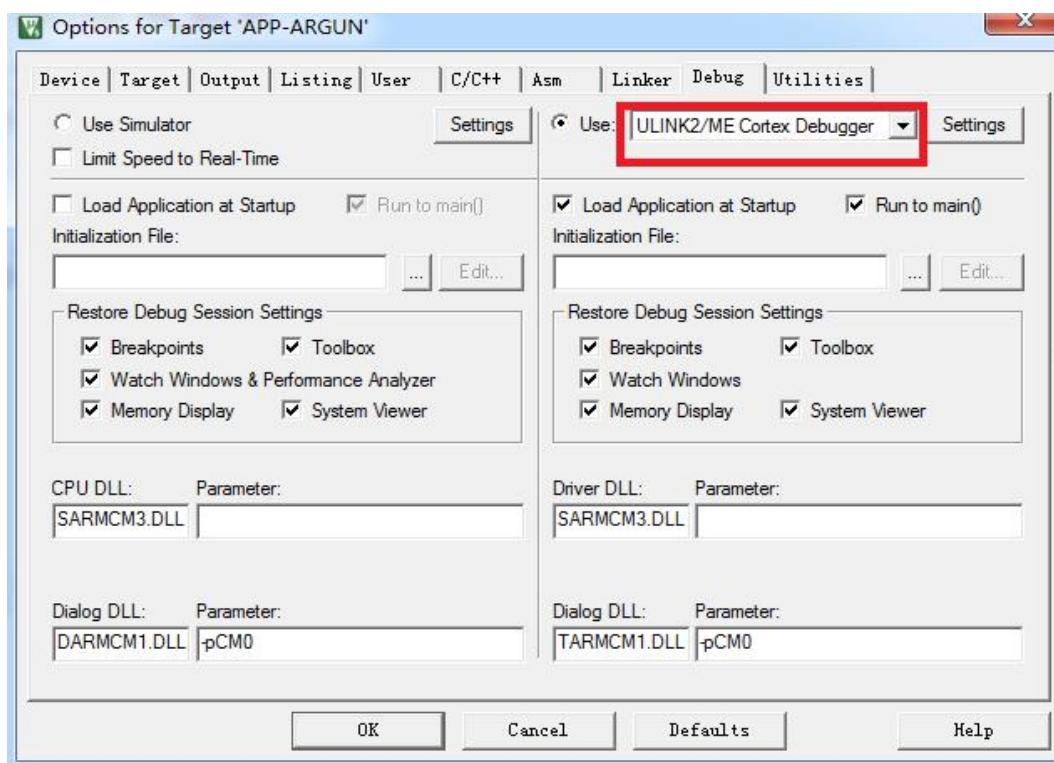 Options for Target 'APP-ARGUN'
Device Target Output Listing User C/C++ Asm Linker Debug Utilities
Use Simulator Settings
Limit Speed to Real-Time
Use: ULINK2/ME Cortex Debugger Settings
Load Application at Startup Run to main()
Initialization File:
... Edit...
Restore Debug Session Settings
Breakpoints Toolbox
Watch Windows & Performance Analyzer
Memory Display System Viewer
CPU DLL: Parameter:
SARMCM3.DLL
Dialog DLL: Parameter:
DARMCM1.DLL -pCM0
Load Application at Startup Run to main()
Initialization File:
... Edit...
Restore Debug Session Settings
Breakpoints Toolbox
Watch Windows
Memory Display System Viewer
Driver DLL: Parameter:
SARMCM3.DLL
Dialog DLL: Parameter:
TARMCM1.DLL -pCM0
OK Cancel Defaults Help